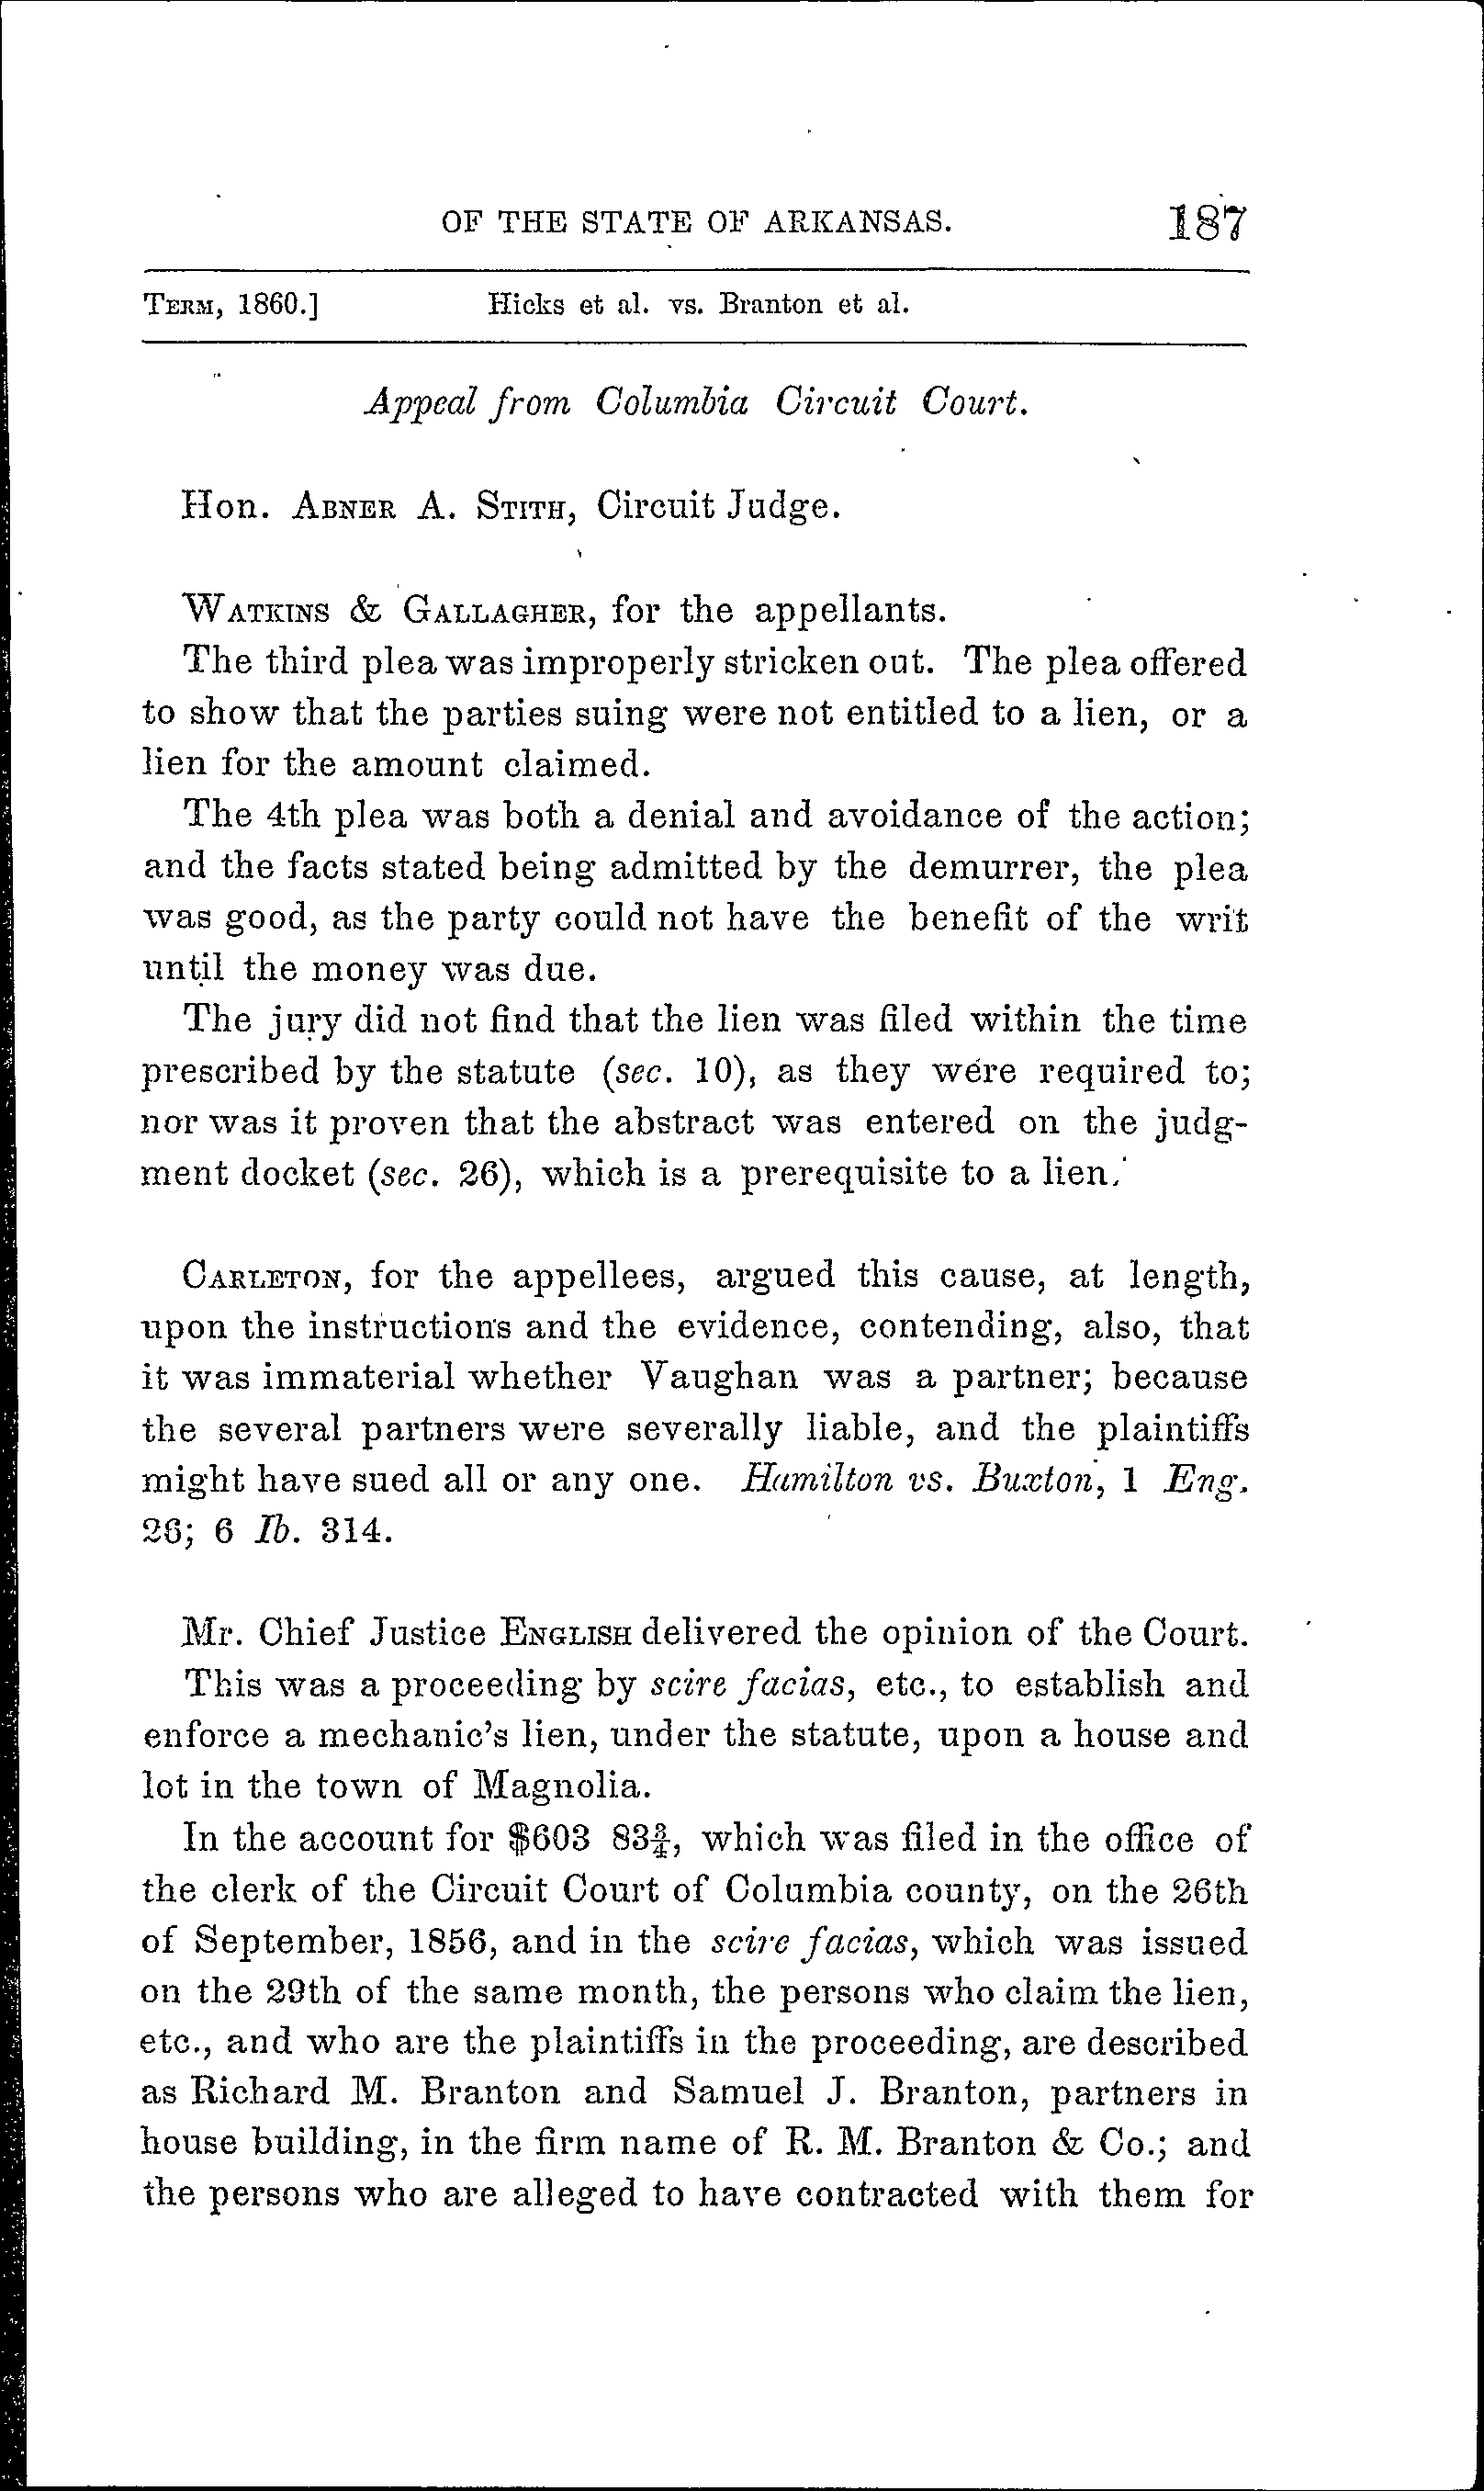 OF THE STATE OF ARKANSAS. 187
TERM, 1860.] Hicks et al. vs. Branton et al.
Appeal from Columbia Circuit Court.
Hon. ABNER A. STITH, Circuit Judge.
WATKINS & GALLAGHER, for the appellants.
The third plea was improperly stricken out. The plea offered
to show that the parties suing were not entitled to a lien, or a
lien for the amount claimed.
The 4th plea was both a denial and avoidance of the action;
and the facts stated being admitted by the demurrer, the plea
was good, as the party could not have the benefit of the writ
until the money was due.
The jury did not find that the lien was filed within the time
prescribed by the statute (sec. 10), as they were required to;
nor was it proven that the abstract was entered on the judg-
ment docket (sec. 26), which is a prerequisite to a lien.
CARLETON, for the appellees, argued this cause, at length,
upon the instructions and the evidence, contending, also, that
it was immaterial whether Vaughan was a partner; because
the several partners were severally liable, and the plaintiffs
might have sued all or any one. Hamilton vs. Buxton, 1 Eng.
26; 6 Ib. 314.
Mr. Chief Justice ENGLISH delivered the opinion of the Court.
This was a proceeding by scire facias, etc., to establish and
enforce a mechanic's lien, under the statute, upon a house and
lot in the town of Magnolia.
In the account for $603 83¾, which was filed in the office of
the clerk of the Circuit Court of Columbia county, on the 26th
of September, 1856, and in the scire facias, which was issued
on the 29th of the same month, the persons who claim the lien,
etc., and who are the plaintiffs in the proceeding, are described
as Richard M. Branton and Samuel J. Branton, partners in
house building, in the firm name of R. M. Branton & Co.; and
the persons who are alleged to have contracted with them for